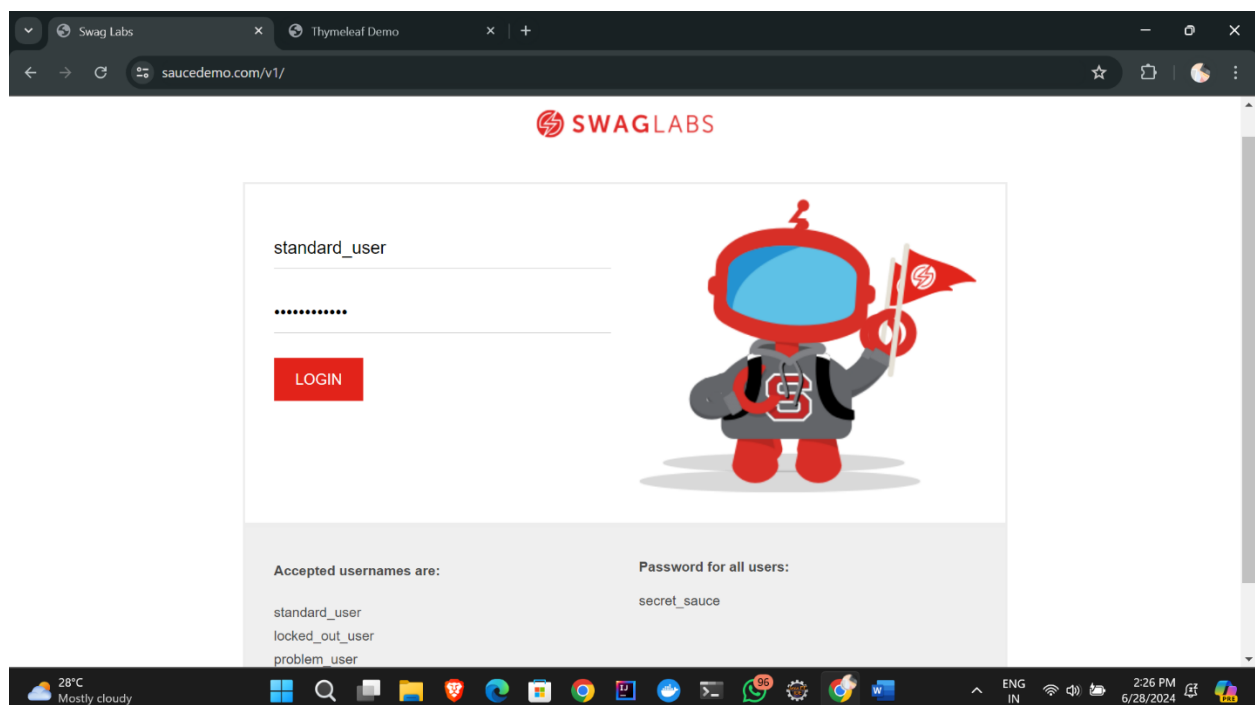 Swag Labs
Thymeleaf Demo
saucedemo.com/v1/
SWAGLABS
standard_user
••••••••••••
LOGIN
S
Accepted usernames are:
standard_user
locked_out_user
problem_user
Password for all users:
secret_sauce
28°C
Mostly cloudy
96
ENG
IN
2:26 PM
6/28/2024
PRE